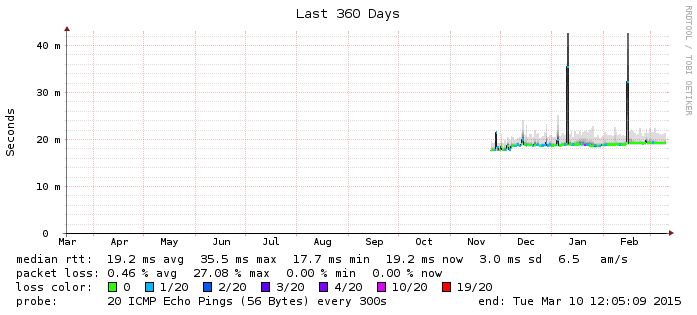 Last 360 Days
RRDTOOL / TOBI OETIKER
Seconds
40 m
30 m
20 m
10 m
0
Mar Apr May Jun Jul Aug Sep Oct Nov Dec Jan Feb
median rtt: 19.2 ms avg 35.5 ms max 17.7 ms min 19.2 ms now 3.0 ms sd 6.5 am/s
packet loss: 0.46 % avg 27.08 % max 0.00 % min 0.00 % now
loss color: 0 1/20 2/20 3/20 4/20 10/20 19/20
probe: 20 ICMP Echo Pings (56 Bytes) every 300s end: Tue Mar 10 12:05:09 2015